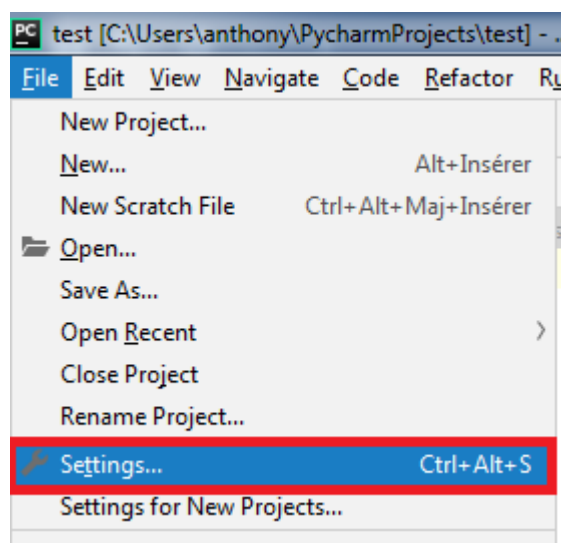 PC test [C:\Users\anthony\PycharmProjects\test] - .
File Edit View Navigate Code Refactor
New Project...
New... Alt+Insérer
New Scratch File Ctrl+Alt+Maj+Insérer
Open...
Save As...
Open Recent
Close Project
Rename Project...
Settings... Ctrl+Alt+S
Settings for New Projects...